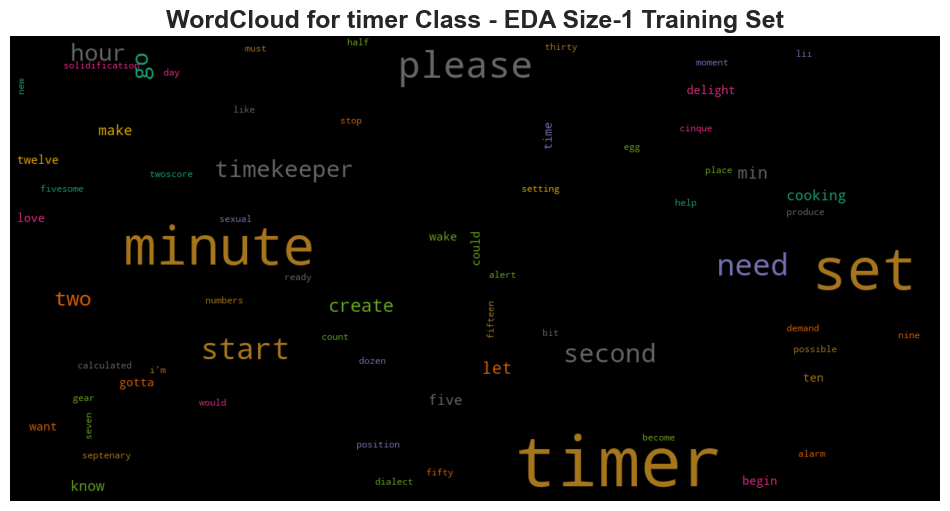 WordCloud for timer Class - EDA Size-1 Training Set
half
must
thirty
hour
lii
go
please
moment
solidification
day
new
delight
like
stop
make
cinque
time
egg
twelve
timekeeper
place
min
twoscore
fivesome
setting
cooking
help
produce
love
sexual
minute
wake
could
need
set
alert
ready
two
numbers
create
fifteen
count
bit
demand
nine
start
second
possible
dozen
calculated
i'm
let
gotta
ten
gear
would
five
want
seven
position
become
septenary
timer
alarm
fifty
dialect
begin
know